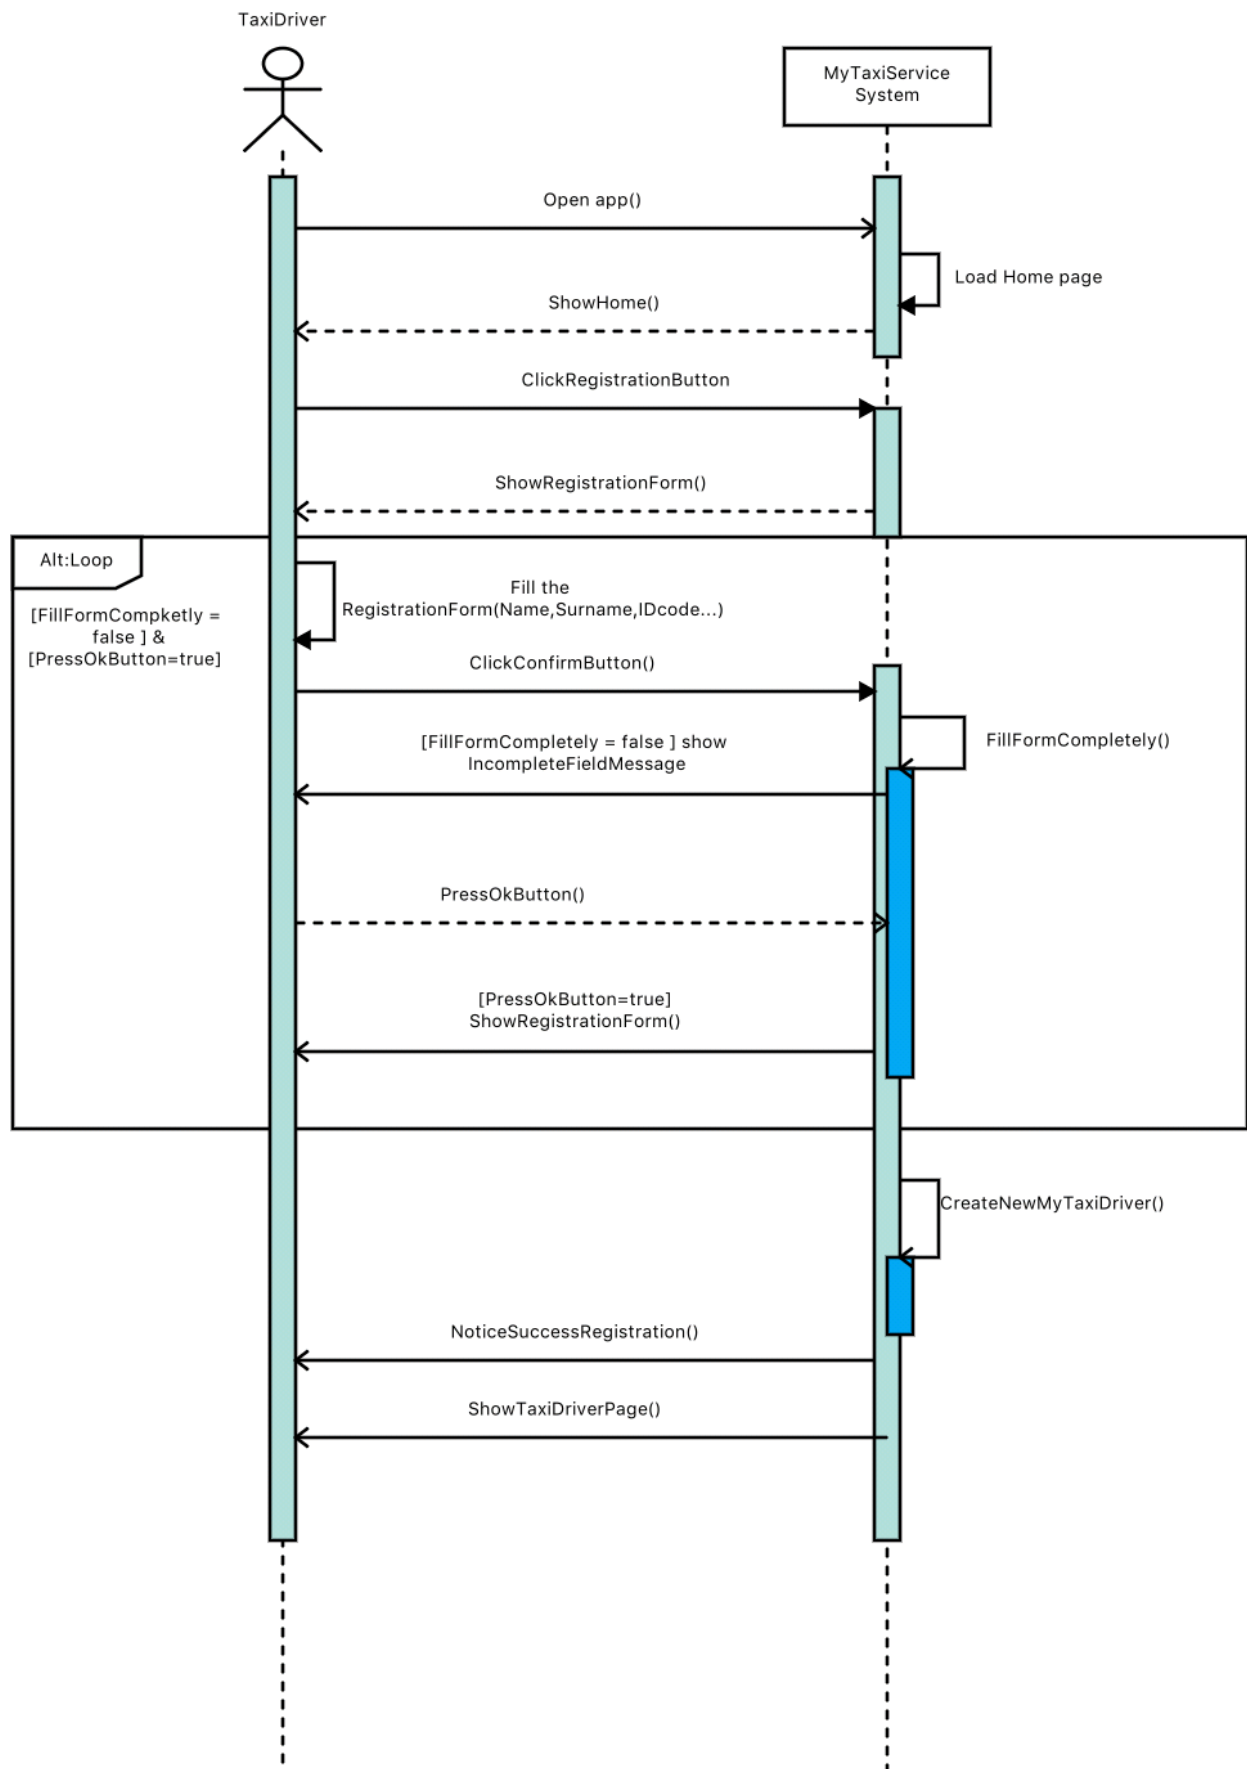 TaxiDriver
MyTaxiService
System
Open app()
Load Home page
ShowHome()
ClickRegistrationButton
ShowRegistrationForm()
Alt:Loop
[FillFormCompketly =
false ] &
[PressOkButton=true]
Fill the
RegistrationForm(Name,Surname,IDcode...)
ClickConfirmButton()
FillFormCompletely()
[FillFormCompletely = false ] show
IncompleteFieldMessage
PressOkButton()
[PressOkButton=true]
ShowRegistrationForm()
CreateNewMyTaxiDriver()
NoticeSuccessRegistration()
ShowTaxiDriverPage()